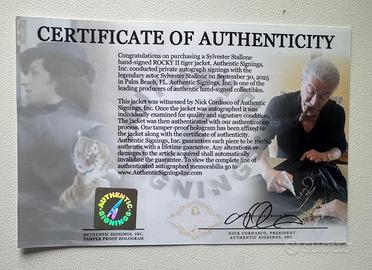 CERTIFICATE OF AUTHENTICITY
Congratulations on purchasing a Sylvester Stallone
hand-signed ROCKY II tiger jacket. Authentic Signings,
Inc. conducted private autograph signings with the
legendary actor Sylvester Stallone on September 30, 2025
in Palm Beach, FL. Authentic Signings, Inc. is one of the
leading producers of authentic hand-signed collectibles.
This jacket was witnessed by Nick Cordasco of Authentic
Signings, Inc. Once the jacket was autographed it was
individually examined for quality and signature condition.
The jacket was then authenticated with our authentication
process. One tamper-proof hologram has been affixed to
the jacket along with the certificate of authenticity.
Authentic Signings, Inc. guarantees each piece to be 100%
authentic with a lifetime guarantee. Any alterations or
damages to the article acquired shall automatically
invalidate the guarantee. To view the complete line of
authenticated autographed memorabilia go to
www.AuthenticSigningsInc.com
AUTHENTIC
SIGNINGS
AUTHENTIC SIGNINGS, INC.
TAMPER PROOF HOLOGRAM
NICK CORDASCO, PRESIDENT
AUTHENTIC SIGNINGS, INC.